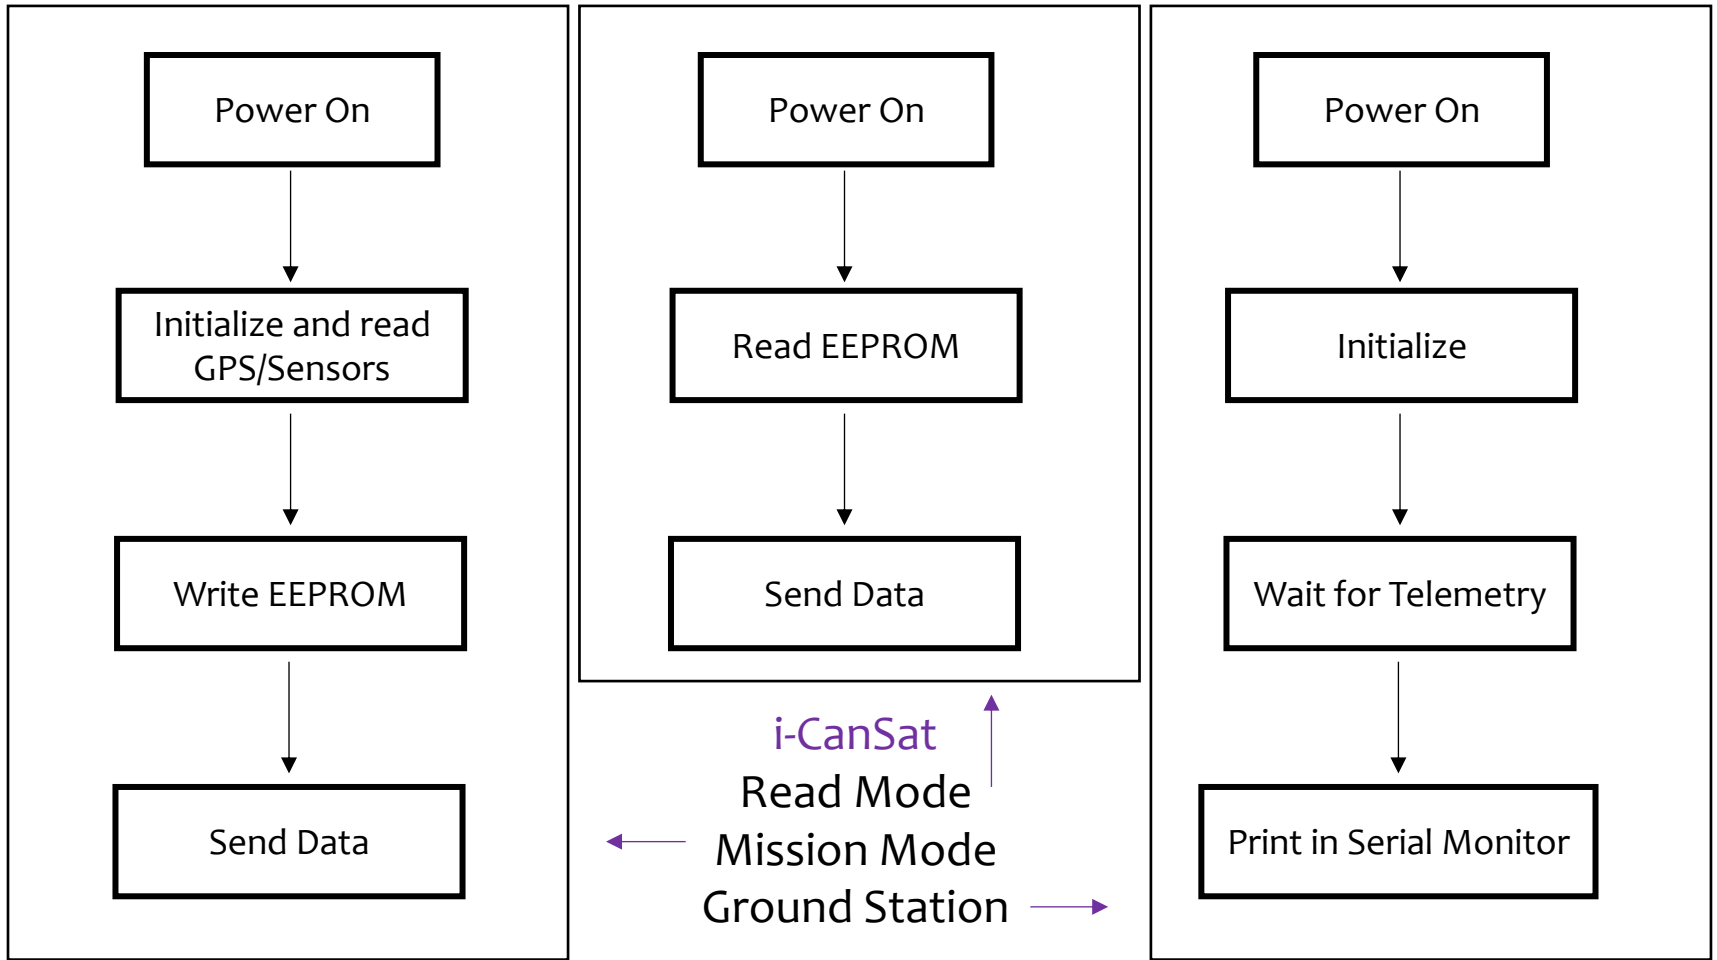 Power On
Initialize and read
GPS/Sensors
Write EEPROM
Send Data
Power On
Read EEPROM
Send Data
i-CanSat
Read Mode
Mission Mode
Ground Station
Power On
Initialize
Wait for Telemetry
Print in Serial Monitor